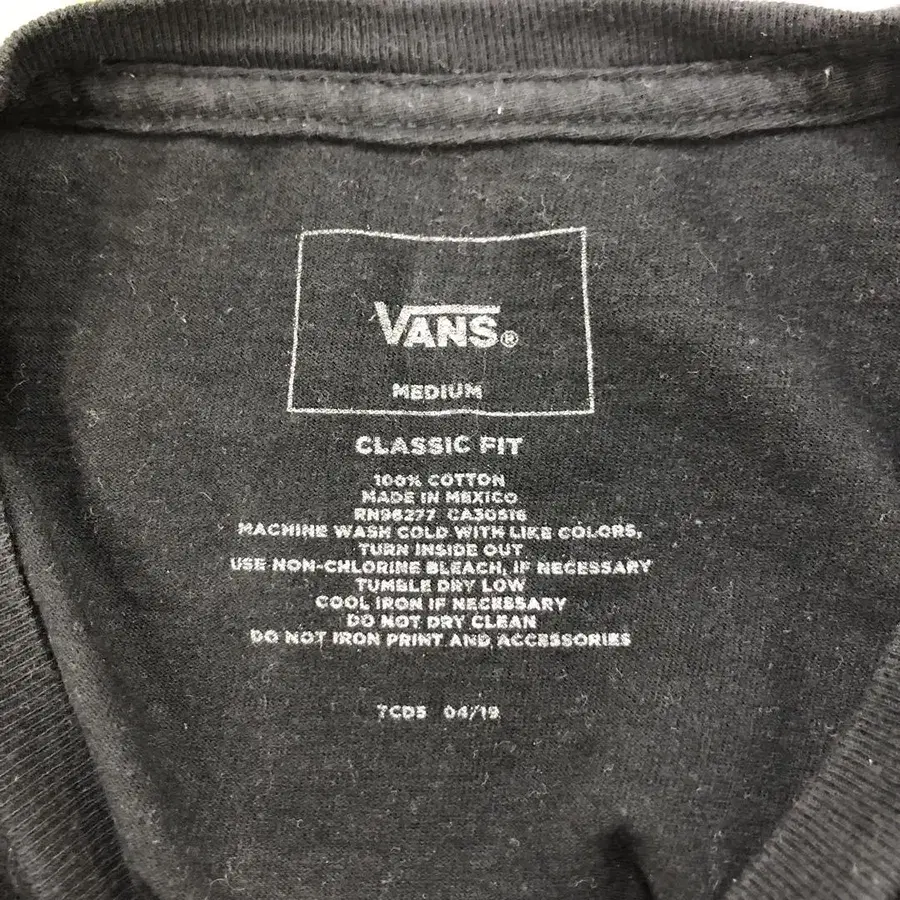 VANS®
MEDIUM
CLASSIC FIT
100% COTTON
MADE IN MEXICO
RN96277 CA30516
MACHINE WASH COLD WITH LIKE COLORS,
TURN INSIDE OUT
USE NON-CHLORINE BLEACH, IF NECESSARY
TUMBLE DRY LOW
COOL IRON IF NECESSARY
DO NOT DRY CLEAN
DO NOT IRON PRINT AND ACCESSORIES
7CD5 04/19